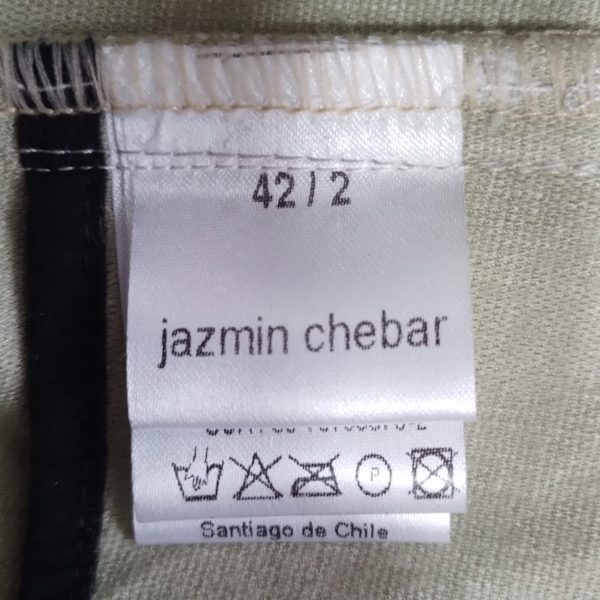 42 / 2
jazmin chebar
P
Santiago de Chile